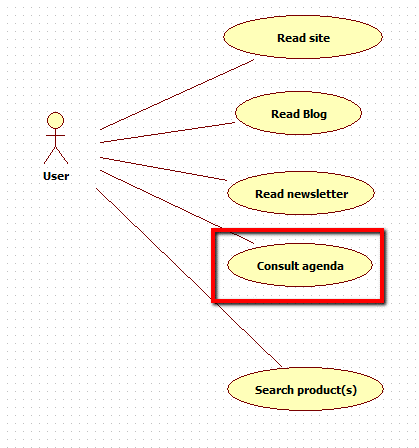 Read site
Read Blog
User
Read newsletter
Consult agenda
Search product(s)